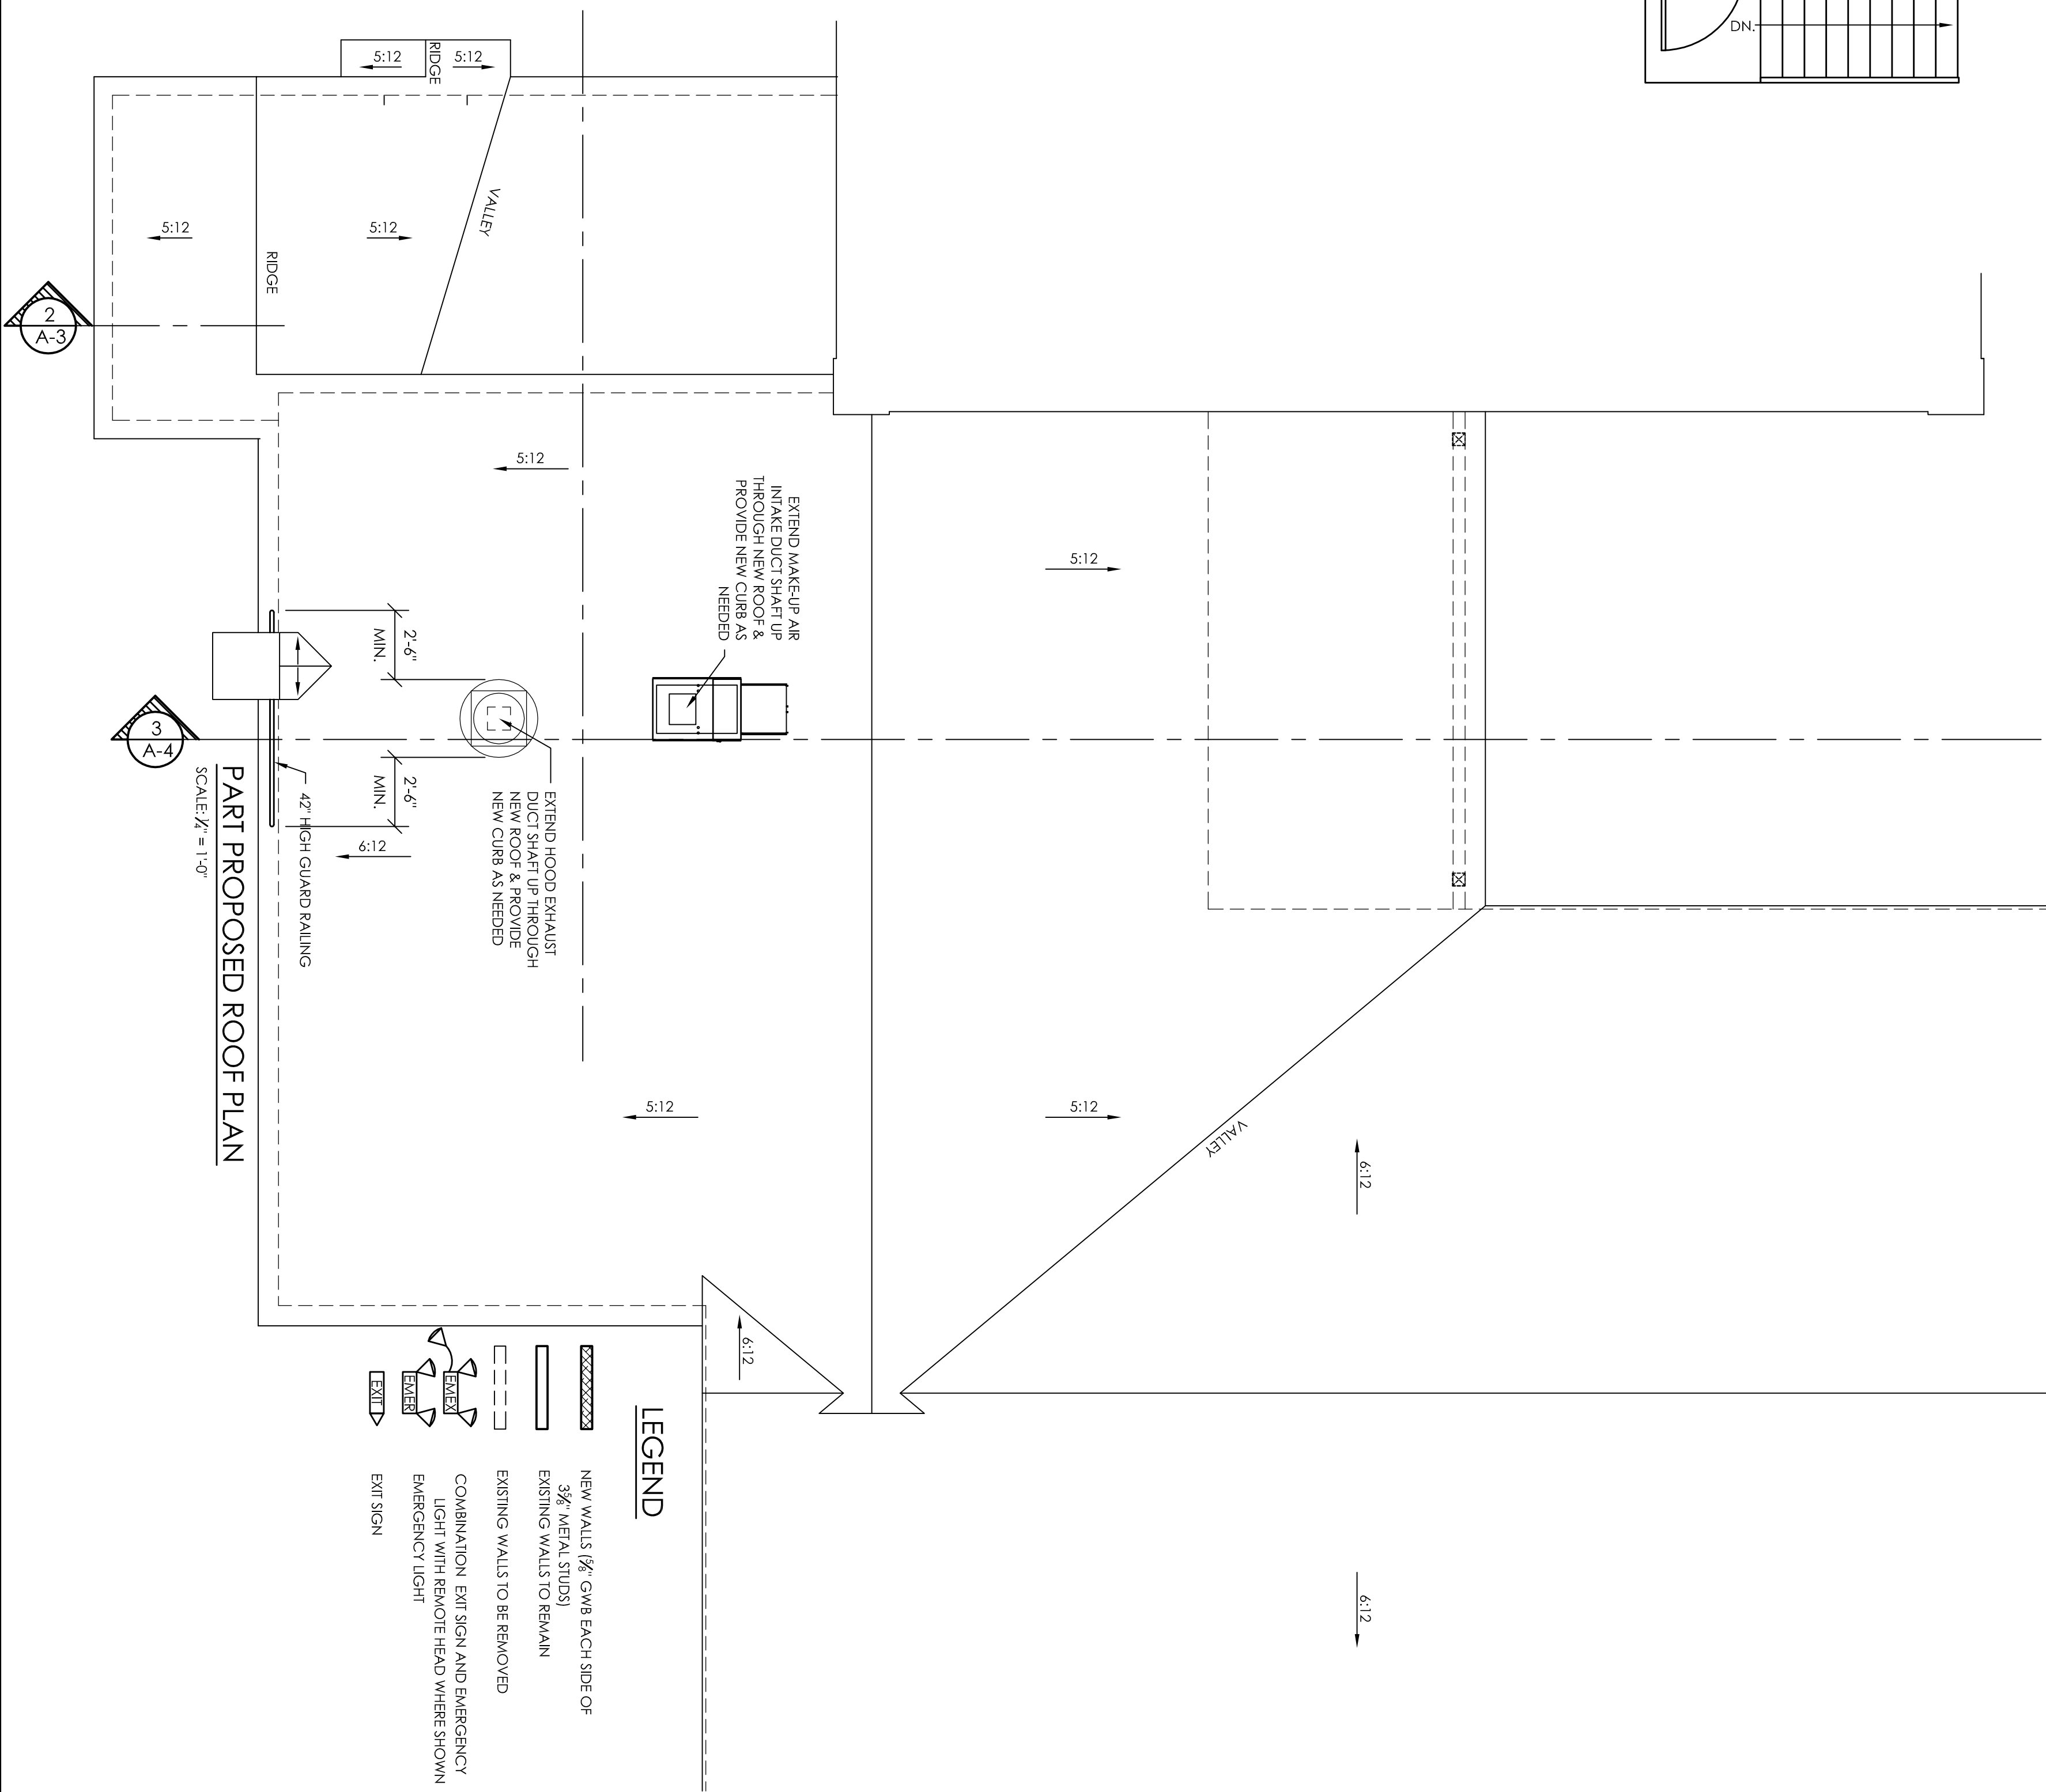 DN.
5:12
RIDGE
5:12
VALLEY
5:12
5:12
RIDGE
2
A-3
5:12
EXTEND MAKE-UP AIR
INTAKE DUCT SHAFT UP
THROUGH NEW ROOF &
PROVIDE NEW CURB AS
NEEDED
5:12
2'-6"
MIN.
2'-6"
MIN.
3
A-4
EXTEND HOOD EXHAUST
DUCT SHAFT UP THROUGH
NEW ROOF & PROVIDE
NEW CURB AS NEEDED
42" HIGH GUARD RAILING
6:12
PART PROPOSED ROOF PLAN
SCALE: 1/4" = 1'-0"
5:12
5:12
VALLEY
6:12
6:12
6:12
LEGEND
NEW WALLS (5/8" GWB EACH SIDE OF
3 5/8" METAL STUDS)
EXISTING WALLS TO REMAIN
EXISTING WALLS TO BE REMOVED
EMEX
COMBINATION EXIT SIGN AND EMERGENCY
LIGHT WITH REMOTE HEAD WHERE SHOWN
EMER
EMERGENCY LIGHT
EXIT
EXIT SIGN